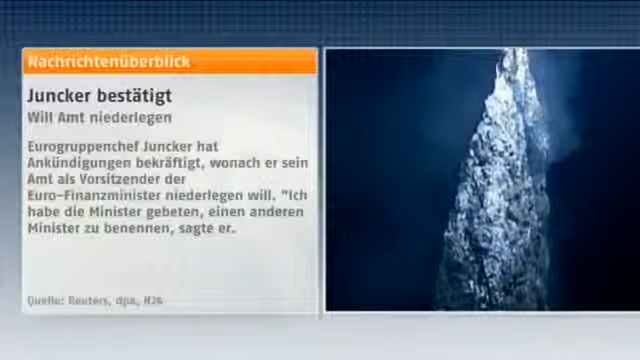 Nachrichtenüberblick
Juncker bestätigt
Will Amt niederlegen
Eurogruppenchef Juncker hat
Ankündigungen bekräftigt, wonach er sein
Amt als Vorsitzender der
Euro-Finanzminister niederlegen will. "Ich
habe die Minister gebeten, einen anderen
Minister zu benennen, sagte er.
Quelle: Reuters, dpa, N24